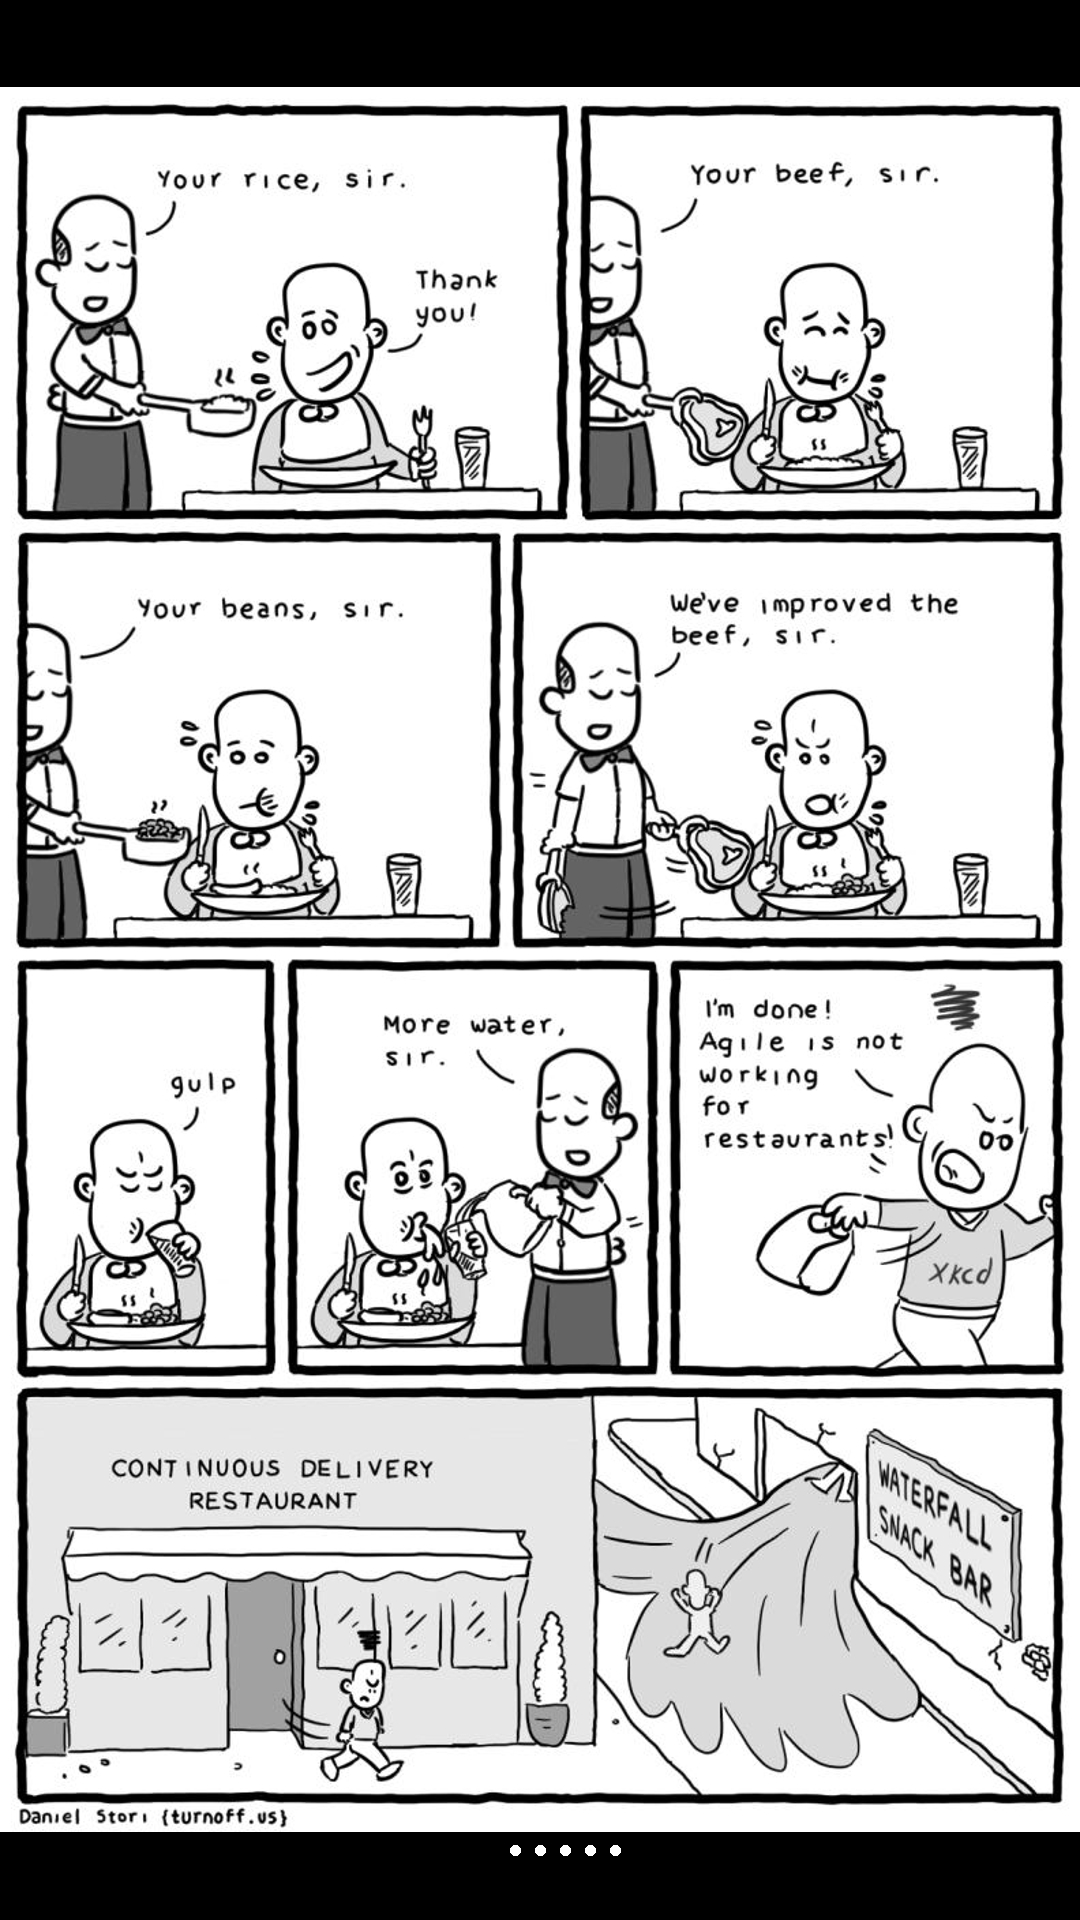 Your rice, sir.
Thank
you!
Your beef, sir.
Your beans, sir.
We've improved the
beef, sir.
gulp
More water,
sir.
I'm done!
Agile is not
working
for
restaurants!
xkcd
CONTINUOUS DELIVERY
RESTAURANT
WATERFALL
SNACK BAR
Daniel Stori {turnoff.us}